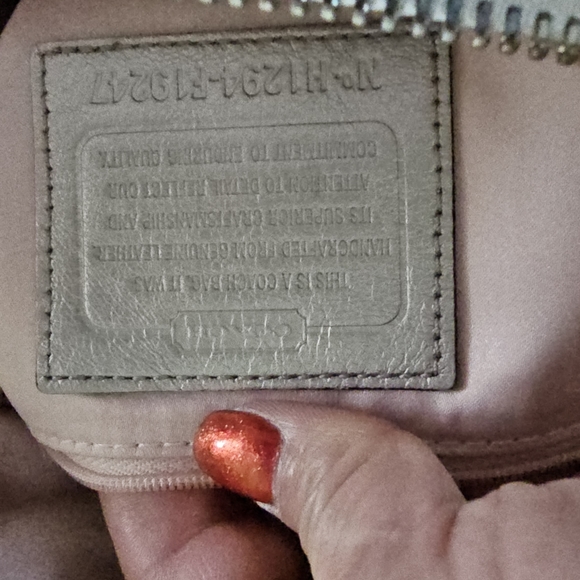 COACH
THIS IS A COACH BAG. IT WAS
HANDCRAFTED FROM GENUINE LEATHER.
ITS SUPERIOR CRAFTSMANSHIP AND
ATTENTION TO DETAIL REFLECT OUR
COMMITMENT TO ENDURING QUALITY.
Nº H1294-F19247